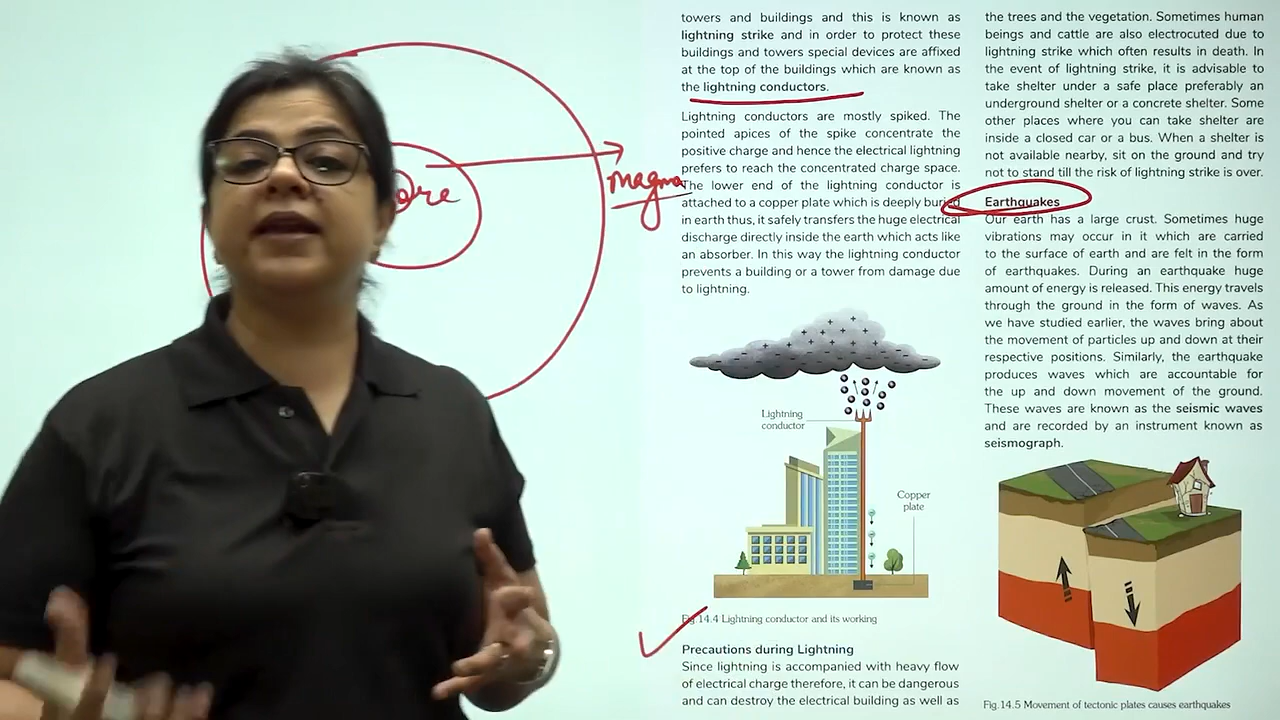 Core
magma
towers and buildings and this is known as
lightning strike and in order to protect these
buildings and towers special devices are affixed
at the top of the buildings which are known as
the lightning conductors.
Lightning conductors are mostly spiked. The
pointed apices of the spike concentrate the
positive charge and hence the electrical lightning
prefers to reach the concentrated charge space.
The lower end of the lightning conductor is
attached to a copper plate which is deeply buried
in earth thus, it safely transfers the huge electrical
discharge directly inside the earth which acts like
an absorber. In this way the lightning conductor
prevents a building or a tower from damage due
to lightning.
Lightning
conductor
Copper
plate
Fig.14.4 Lightning conductor and its working
Precautions during Lightning
Since lightning is accompanied with heavy flow
of electrical charge therefore, it can be dangerous
and can destroy the electrical building as well as
the trees and the vegetation. Sometimes human
beings and cattle are also electrocuted due to
lightning strike which often results in death. In
the event of lightning strike, it is advisable to
take shelter under a safe place preferably an
underground shelter or a concrete shelter. Some
other places where you can take shelter are
inside a closed car or a bus. When a shelter is
not available nearby, sit on the ground and try
not to stand till the risk of lightning strike is over.
Earthquakes
Our earth has a large crust. Sometimes huge
vibrations may occur in it which are carried
to the surface of earth and are felt in the form
of earthquakes. During an earthquake huge
amount of energy is released. This energy travels
through the ground in the form of waves. As
we have studied earlier, the waves bring about
the movement of particles up and down at their
respective positions. Similarly, the earthquake
produces waves which are accountable for
the up and down movement of the ground.
These waves are known as the seismic waves
and are recorded by an instrument known as
seismograph.
Fig.14.5 Movement of tectonic plates causes earthquakes